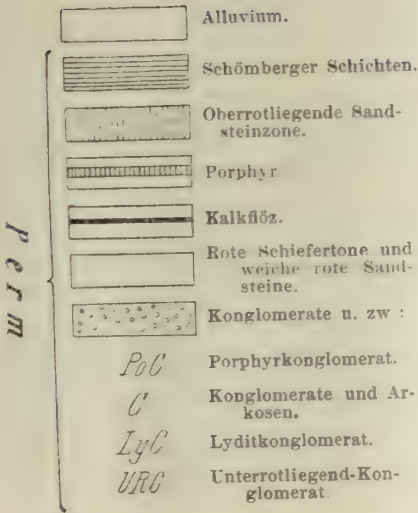 Alluvium.
Schömberger Schichten.
Oberrotliegende Sand-
steinzone.
Porphyr
Kalkflöz.
Rote Schiefertone und
weiche rote Sand-
steine.
Konglomerate u. zw :
PoC Porphyrkonglomerat.
C Konglomerate und Ar-
kosen.
LyC Lyditkonglomerat.
URC Unterrotliegend-Kon-
glomerat.
Perm